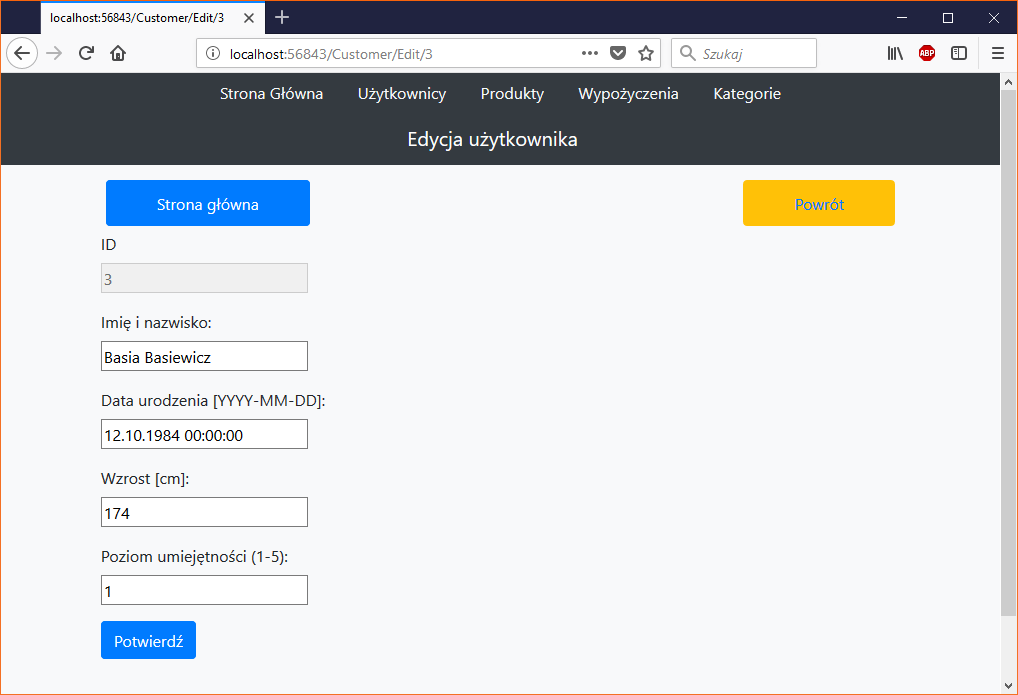 localhost:56843/Customer/Edit/3
localhost:56843/Customer/Edit/3
Szukaj
ABP
Strona Główna Użytkownicy Produkty Wypożyczenia Kategorie
Edycja użytkownika
Strona główna Powrót
ID
3
Imię i nazwisko:
Basia Basiewicz
Data urodzenia [YYYY-MM-DD]:
12.10.1984 00:00:00
Wzrost [cm]:
174
Poziom umiejętności (1-5):
1
Potwierdź